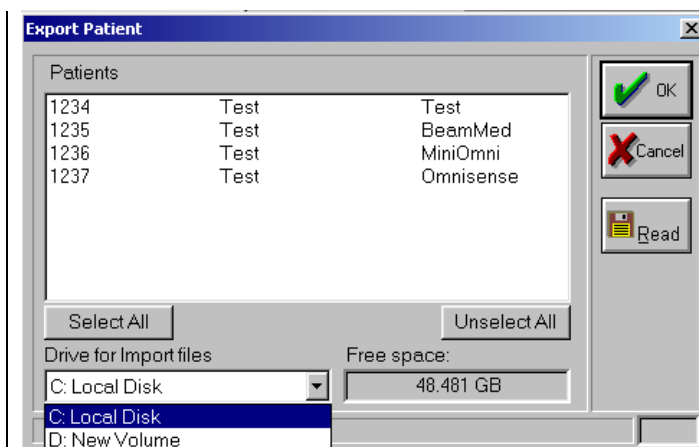 Export Patient
Patients
1234 Test Test
1235 Test BeamMed
1236 Test MiniOmni
1237 Test Omnisense
OK
Cancel
Read
Select All
Unselect All
Drive for Import files
Free space:
C: Local Disk
48.481 GB
C: Local Disk
D: New Volume